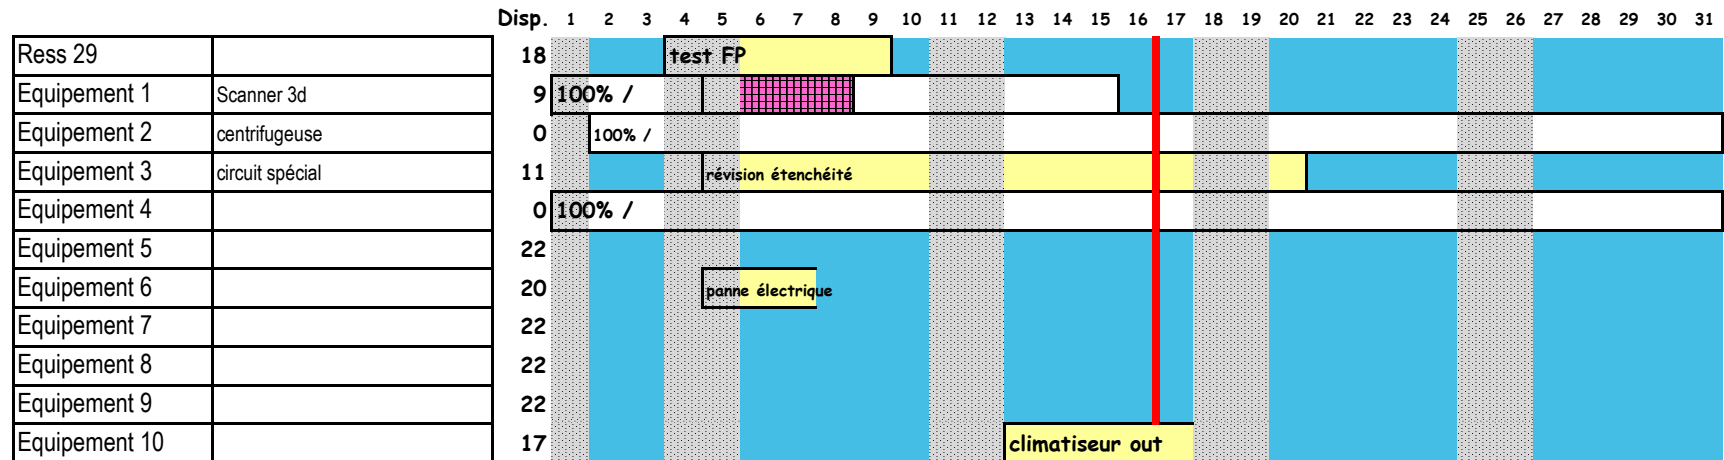 Disp. 1 2 3 4 5 6 7 8 9 10 11 12 13 14 15 16 17 18 19 20 21 22 23 24 25 26 27 28 29 30 31
Ress 29 18 test FP
Equipement 1 Scanner 3d 9 100% /
Equipement 2 centrifugeuse 0 100% /
Equipement 3 circuit spécial 11 révision étenchéité
Equipement 4 0 100% /
Equipement 5 22
Equipement 6 20 panne électrique
Equipement 7 22
Equipement 8 22
Equipement 9 22
Equipement 10 17 climatiseur out